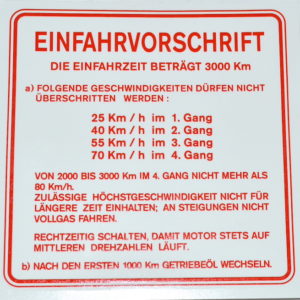 EINFAHRVORSCHRIFT
DIE EINFAHRZEIT BETRÄGT 3000 Km
a) FOLGENDE GESCHWINDIGKEITEN DÜRFEN NICHT
ÜBERSCHRITTEN WERDEN :
25 Km / h im 1. Gang
40 Km / h im 2. Gang
55 Km / h im 3. Gang
70 Km / h im 4. Gang
VON 2000 BIS 3000 Km IM 4. GANG NICHT MEHR ALS
80 Km/h.
ZULÄSSIGE HÖCHSTGESCHWINDIGKEIT NICHT FÜR
LÄNGERE ZEIT EINHALTEN; AN STEIGUNGEN NICHT
VOLLGAS FAHREN.
RECHTZEITIG SCHALTEN, DAMIT MOTOR STETS AUF
MITTLEREN DREHZAHLEN LÄUFT.
b) NACH DEN ERSTEN 1000 Km GETRIEBEÖL WECHSELN.